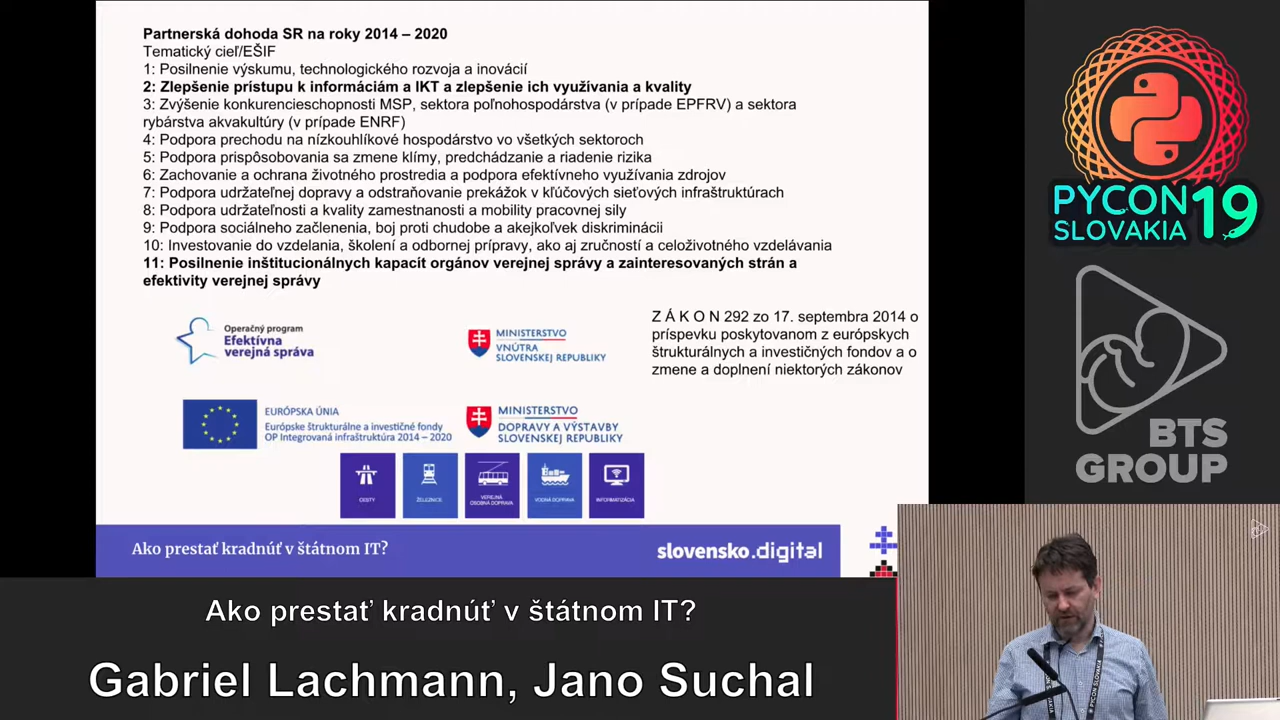 Partnerská dohoda SR na roky 2014 – 2020
Tematický cieľ/EŠIF
1: Posilnenie výskumu, technologického rozvoja a inovácií
2: Zlepšenie prístupu k informáciám a IKT a zlepšenie ich využívania a kvality
3: Zvýšenie konkurencieschopnosti MSP, sektora poľnohospodárstva (v prípade EPFRV) a sektora
rybárstva akvakultúry (v prípade ENRF)
4: Podpora prechodu na nízkouhlíkové hospodárstvo vo všetkých sektoroch
5: Podpora prispôsobovania sa zmene klímy, predchádzanie a riadenie rizika
6: Zachovanie a ochrana životného prostredia a podpora efektívneho využívania zdrojov
7: Podpora udržateľnej dopravy a odstraňovanie prekážok v kľúčových sieťových infraštruktúrach
8: Podpora udržateľnosti a kvality zamestnanosti a mobility pracovnej sily
9: Podpora sociálneho začlenenia, boj proti chudobe a akejkoľvek diskriminácii
10: Investovanie do vzdelania, školení a odbornej prípravy, ako aj zručností a celoživotného vzdelávania
11: Posilnenie inštitucionálnych kapacít orgánov verejnej správy a zainteresovaných strán a
efektivity verejnej správy
Operačný program
Efektívna
verejná správa
MINISTERSTVO
VNÚTRA
SLOVENSKEJ REPUBLIKY
Z Á K O N 292 zo 17. septembra 2014 o
príspevku poskytovanom z európskych
štrukturálnych a investičných fondov a o
zmene a doplnení niektorých zákonov
EURÓPSKA ÚNIA
Európske štrukturálne a investičné fondy
OP Integrovaná infraštruktúra 2014 – 2020
MINISTERSTVO
DOPRAVY A VÝSTAVBY
SLOVENSKEJ REPUBLIKY
CESTY
ŽELEZNICE
VEREJNÁ
OSOBNÁ DOPRAVA
VODNÁ DOPRAVA
INFORMATIZÁCIA
Ako prestať kradnúť v štátnom IT?
slovensko.digital
PYCON
SLOVAKIA
19
BTS
GROUP
Ako prestať kradnúť v štátnom IT?
Gabriel Lachmann, Jano Suchal